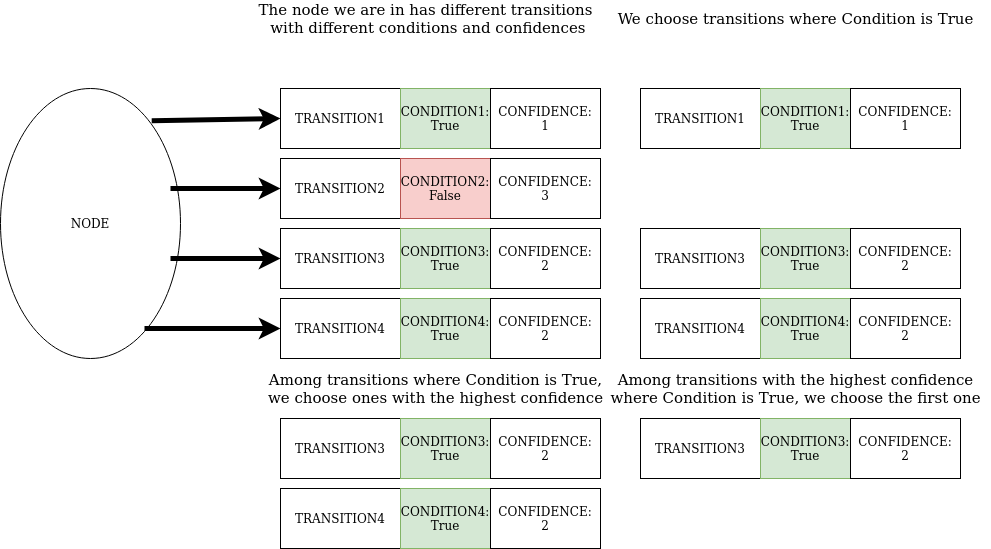 The node we are in has different transitions
with different conditions and confidences
We choose transitions where Condition is True
NODE
TRANSITION1
CONDITION1:
True
CONFIDENCE:
1
TRANSITION2
CONDITION2:
False
CONFIDENCE:
3
TRANSITION3
CONDITION3:
True
CONFIDENCE:
2
TRANSITION4
CONDITION4:
True
CONFIDENCE:
2
TRANSITION1
CONDITION1:
True
CONFIDENCE:
1
TRANSITION3
CONDITION3:
True
CONFIDENCE:
2
TRANSITION4
CONDITION4:
True
CONFIDENCE:
2
Among transitions where Condition is True,
we choose ones with the highest confidence
TRANSITION3
CONDITION3:
True
CONFIDENCE:
2
TRANSITION4
CONDITION4:
True
CONFIDENCE:
2
Among transitions with the highest confidence
where Condition is True, we choose the first one
TRANSITION3
CONDITION3:
True
CONFIDENCE:
2